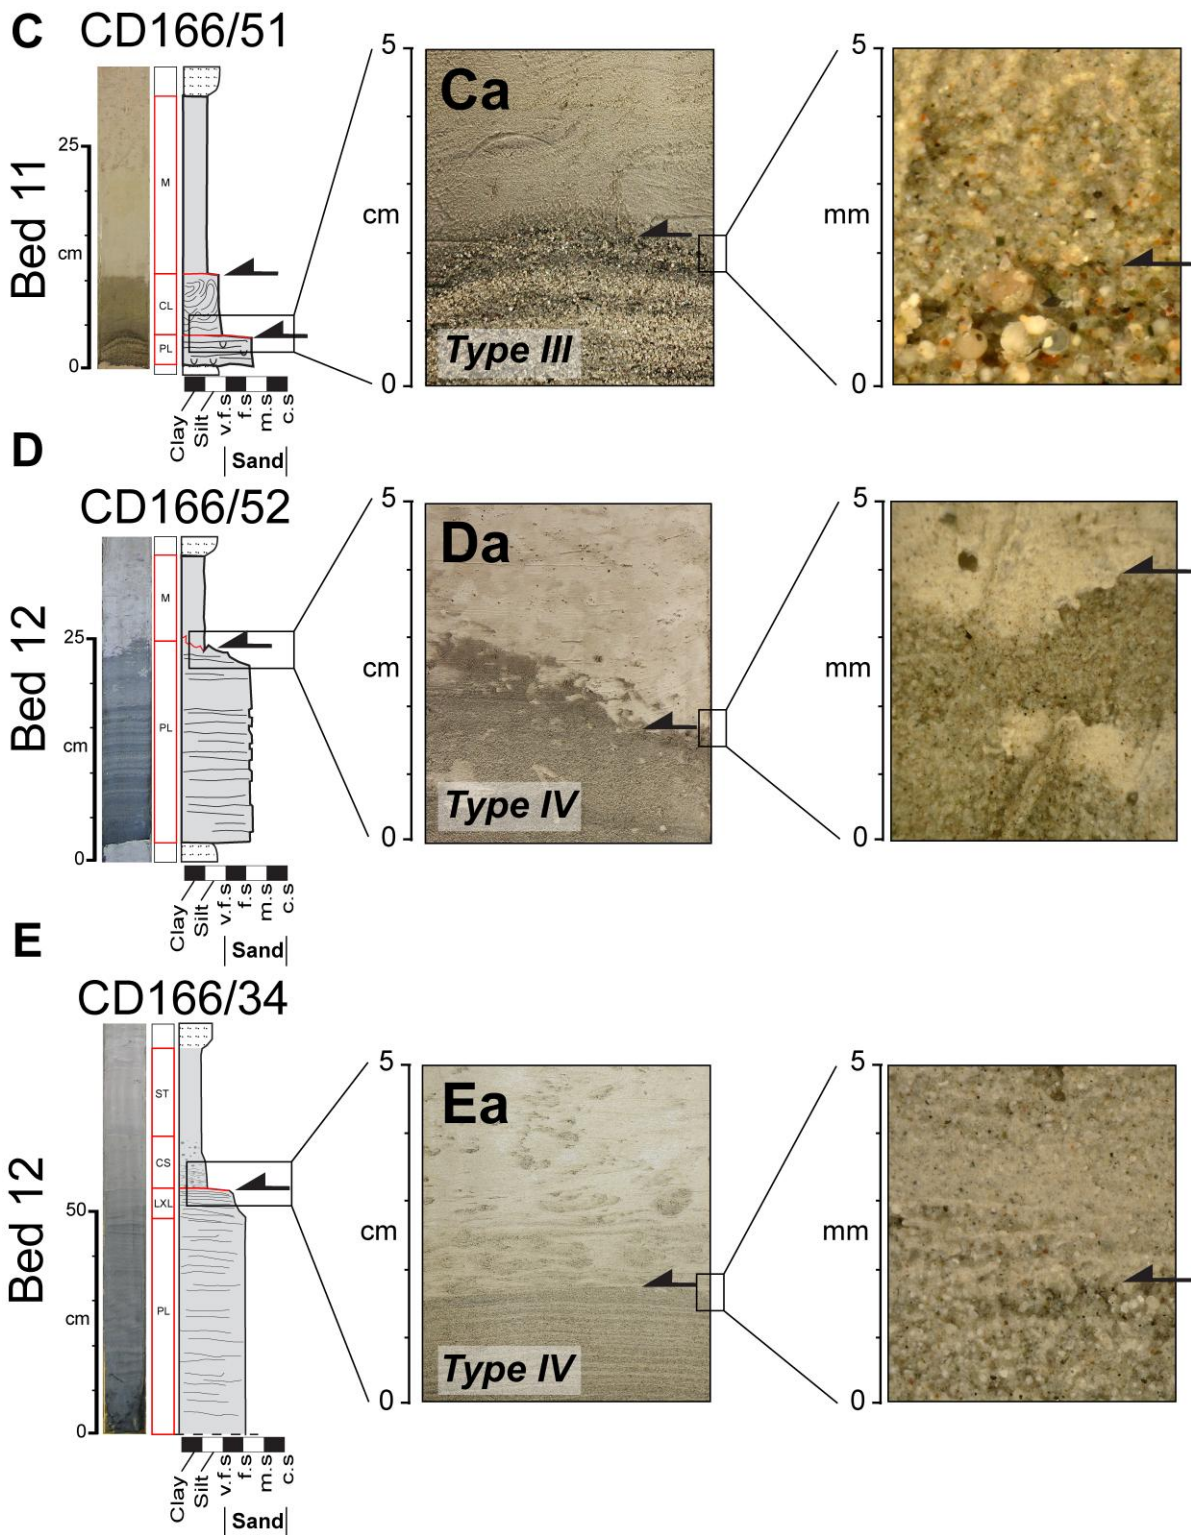 C CD166/51
Bed 11
25
cm
0
M
CL
PL
Clay
Silt
v.f.s
f.s
m.s
c.s
Sand
5
cm
0
Ca
Type III
5
mm
0
D
CD166/52
Bed 12
25
cm
0
M
PL
Clay
Silt
v.f.s
f.s
m.s
c.s
Sand
5
cm
0
Da
Type IV
5
mm
0
E
CD166/34
Bed 12
50
cm
0
ST
CS
LXL
PL
Clay
Silt
v.f.s
f.s
m.s
c.s
Sand
5
cm
0
Ea
Type IV
5
mm
0